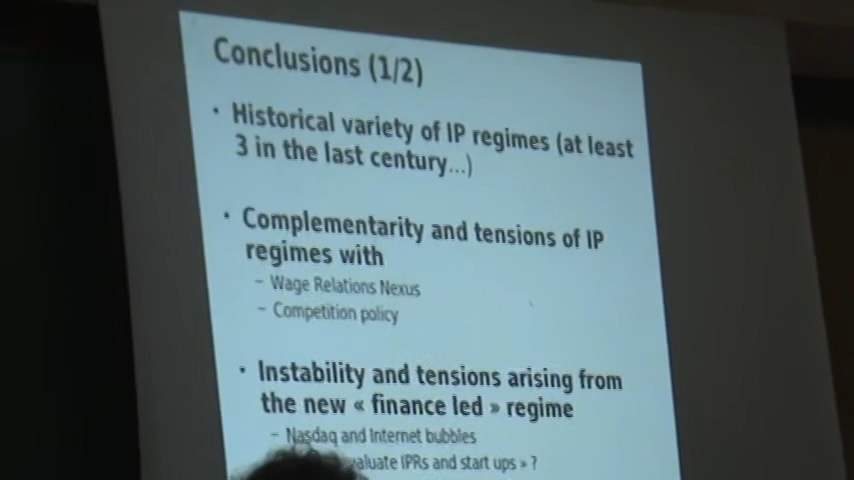 Conclusions (1/2)
· Historical variety of IP regimes (at least
3 in the last century...)
· Complementarity and tensions of IP
regimes with
– Wage Relations Nexus
– Competition policy
· Instability and tensions arising from
the new « finance led » regime
– Nasdaq and Internet bubbles
IPRs and start ups » ?